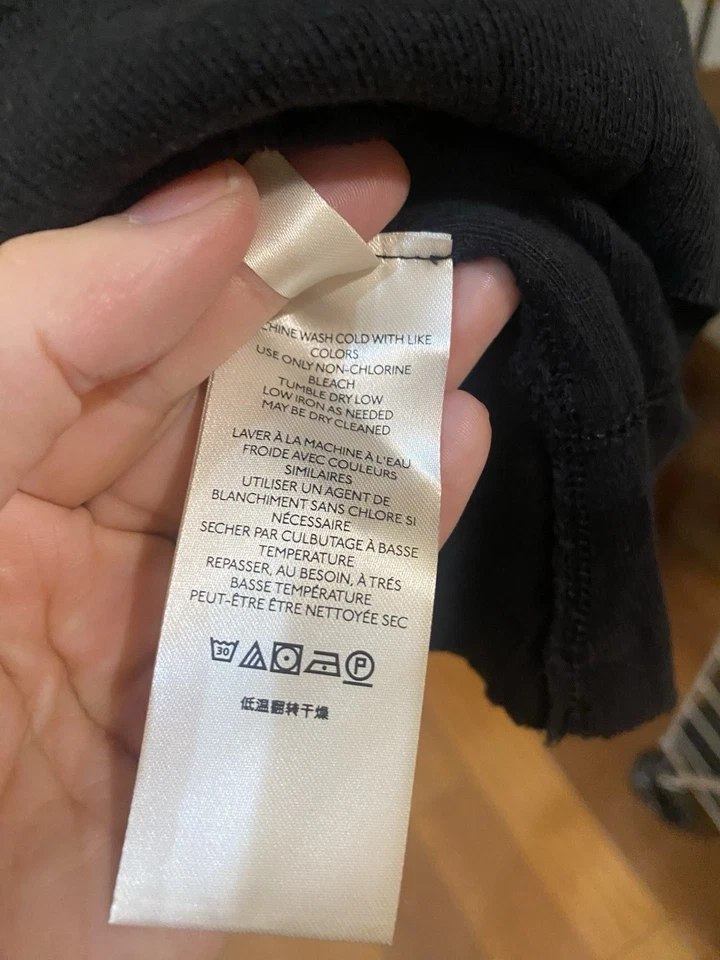 CHINE WASH COLD WITH LIKE
COLORS
USE ONLY NON-CHLORINE
BLEACH
TUMBLE DRY LOW
LOW IRON AS NEEDED
MAY BE DRY CLEANED
LAVER À LA MACHINE À L'EAU
FROIDE AVEC COULEURS
SIMILAIRES
UTILISER UN AGENT DE
BLANCHIMENT SANS CHLORE SI
NÉCESSAIRE
SECHER PAR CULBUTAGE À BASSE
TEMPERATURE
REPASSER, AU BESOIN, À TRÉS
BASSE TEMPÉRATURE
PEUT-ÊTRE ÊTRE NETTOYÉE SEC
30 P
低温翻转干燥